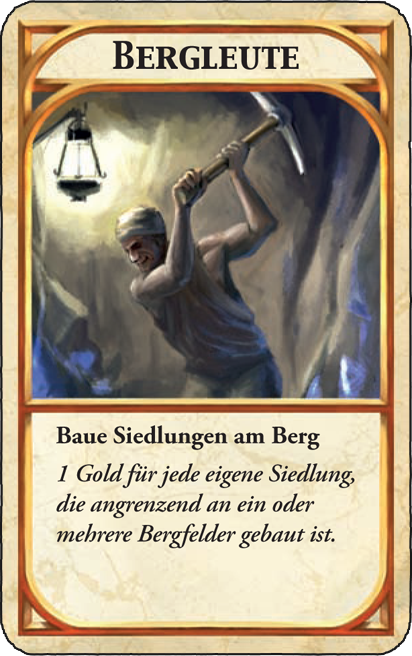 BERGLEUTE
Baue Siedlungen am Berg
1 Gold für jede eigene Siedlung,
die angrenzend an ein oder
mehrere Bergfelder gebaut ist.